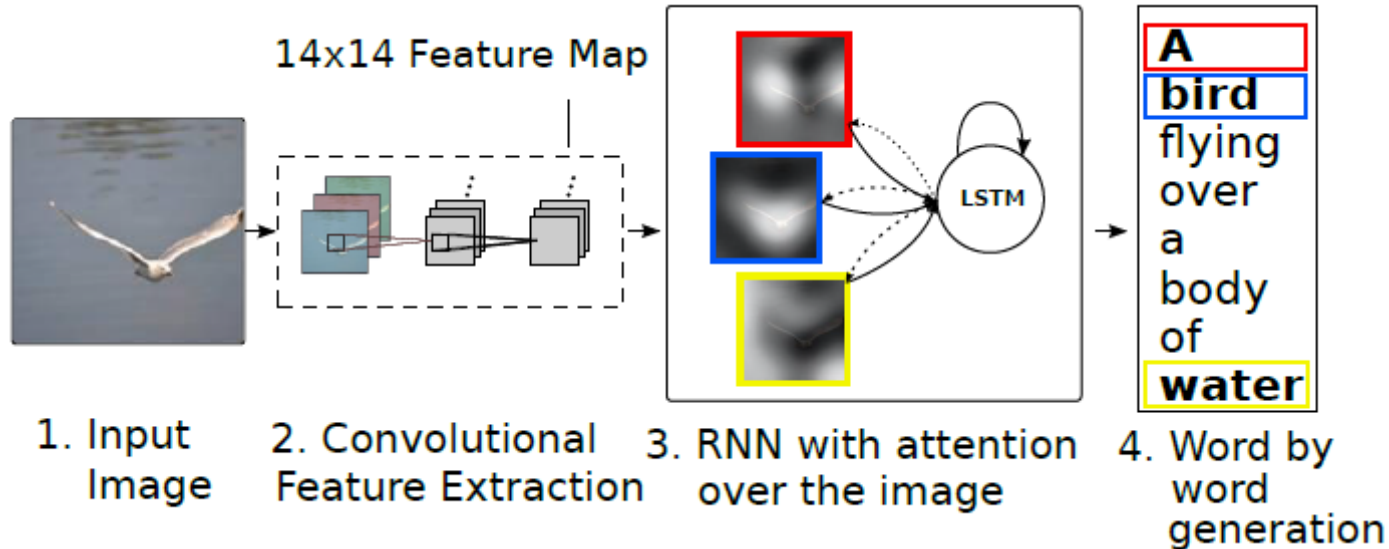 14x14 Feature Map
LSTM
A
bird
flying
over
a
body
of
water
1. Input
Image
2. Convolutional
Feature Extraction
3. RNN with attention
over the image
4. Word by
word
generation